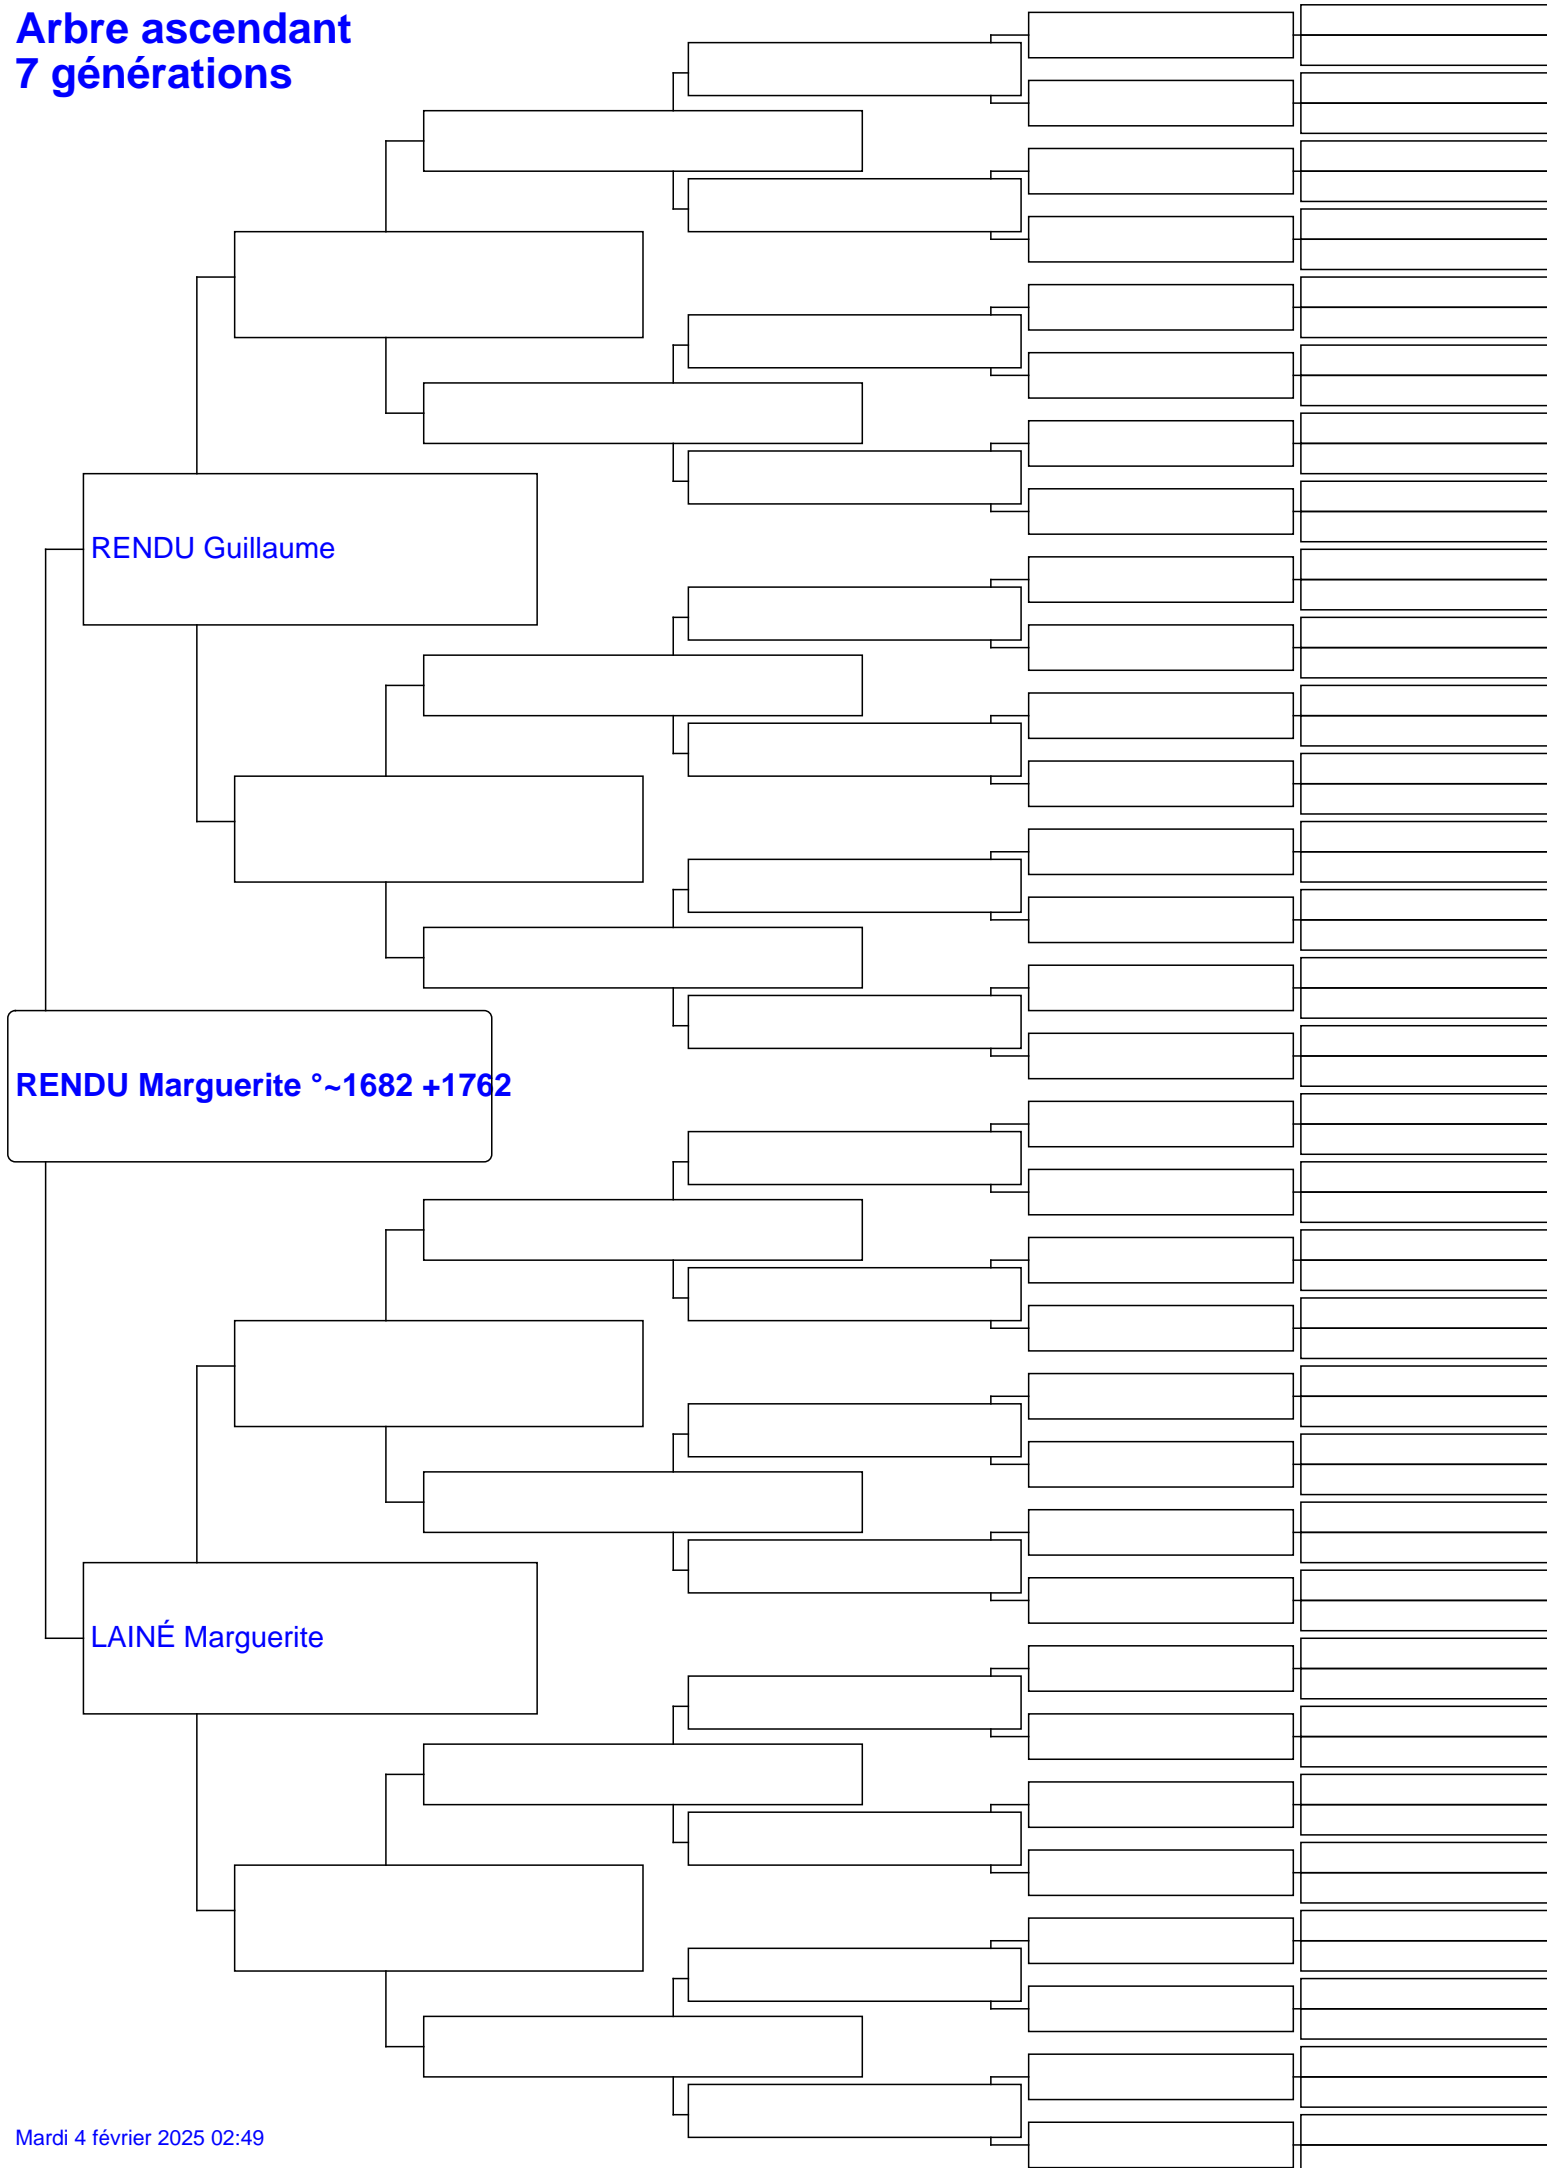 Arbre ascendant
7 générations
RENDU Guillaume
RENDU Marguerite °~1682 +1762
LAINÉ Marguerite
Mardi 4 février 2025 02:49